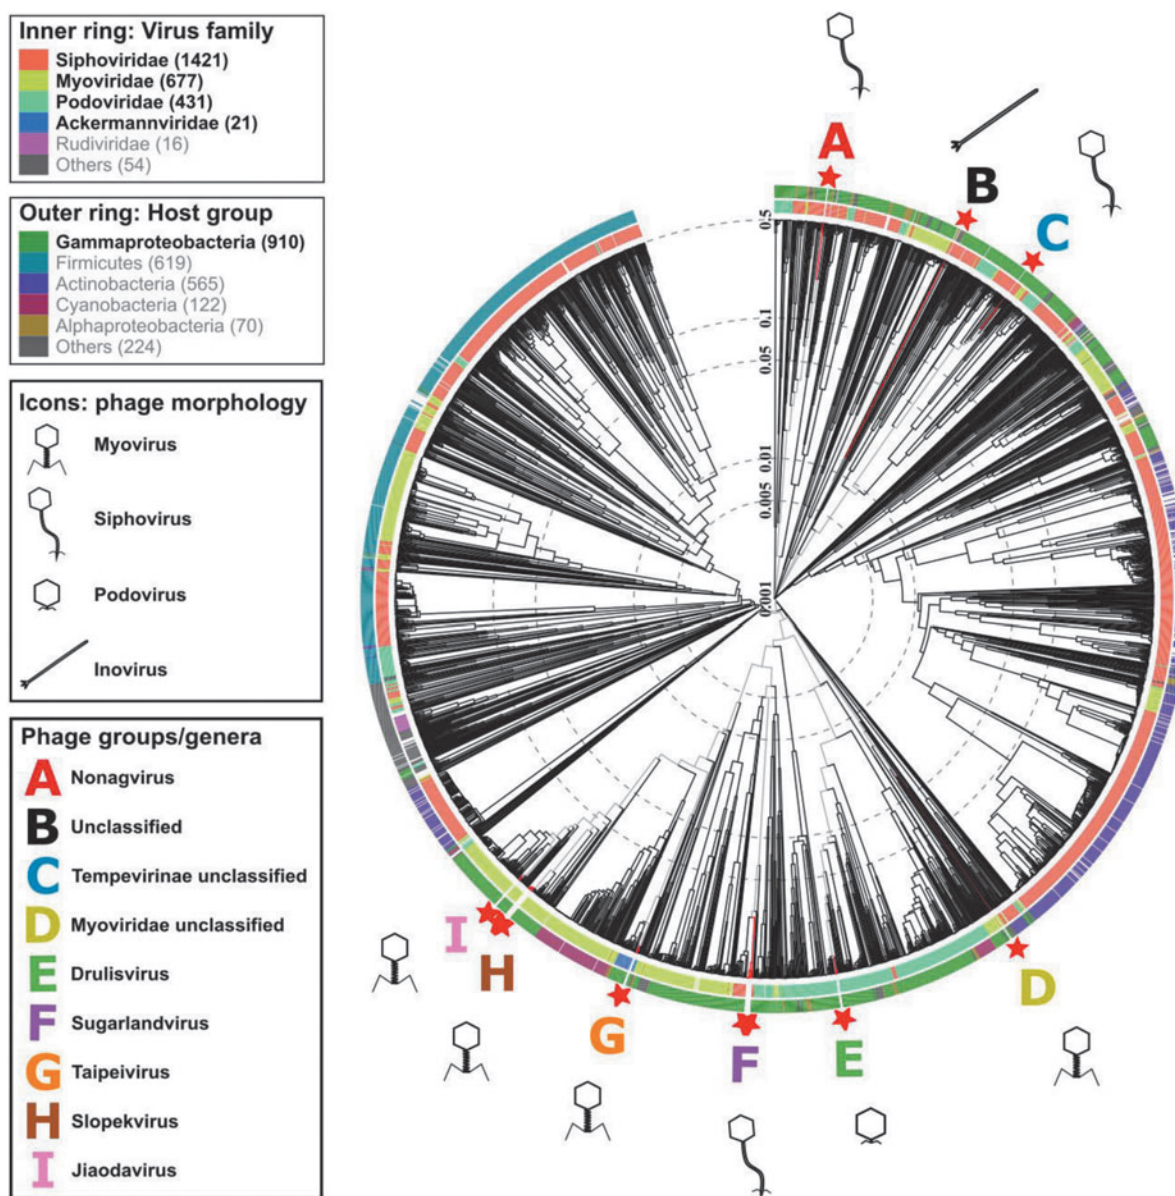 Inner ring: Virus family
Siphoviridae (1421)
Myoviridae (677)
Podoviridae (431)
Ackermannviridae (21)
Rudiviridae (16)
Others (54)
Outer ring: Host group
Gammaproteobacteria (910)
Firmicutes (619)
Actinobacteria (565)
Cyanobacteria (122)
Alphaproteobacteria (70)
Others (224)
Icons: phage morphology
Myovirus
Siphovirus
Podovirus
Inovirus
Phage groups/genera
A Nonagvirus
B Unclassified
C Tempevirinae unclassified
D Myoviridae unclassified
E Drulisvirus
F Sugarlandvirus
G Taipeivirus
H Slopekvirus
I Jiaodavirus
A
B
C
0.5
0.1
0.05
0.01
0.005
0.001
I
H
G
F
E
D